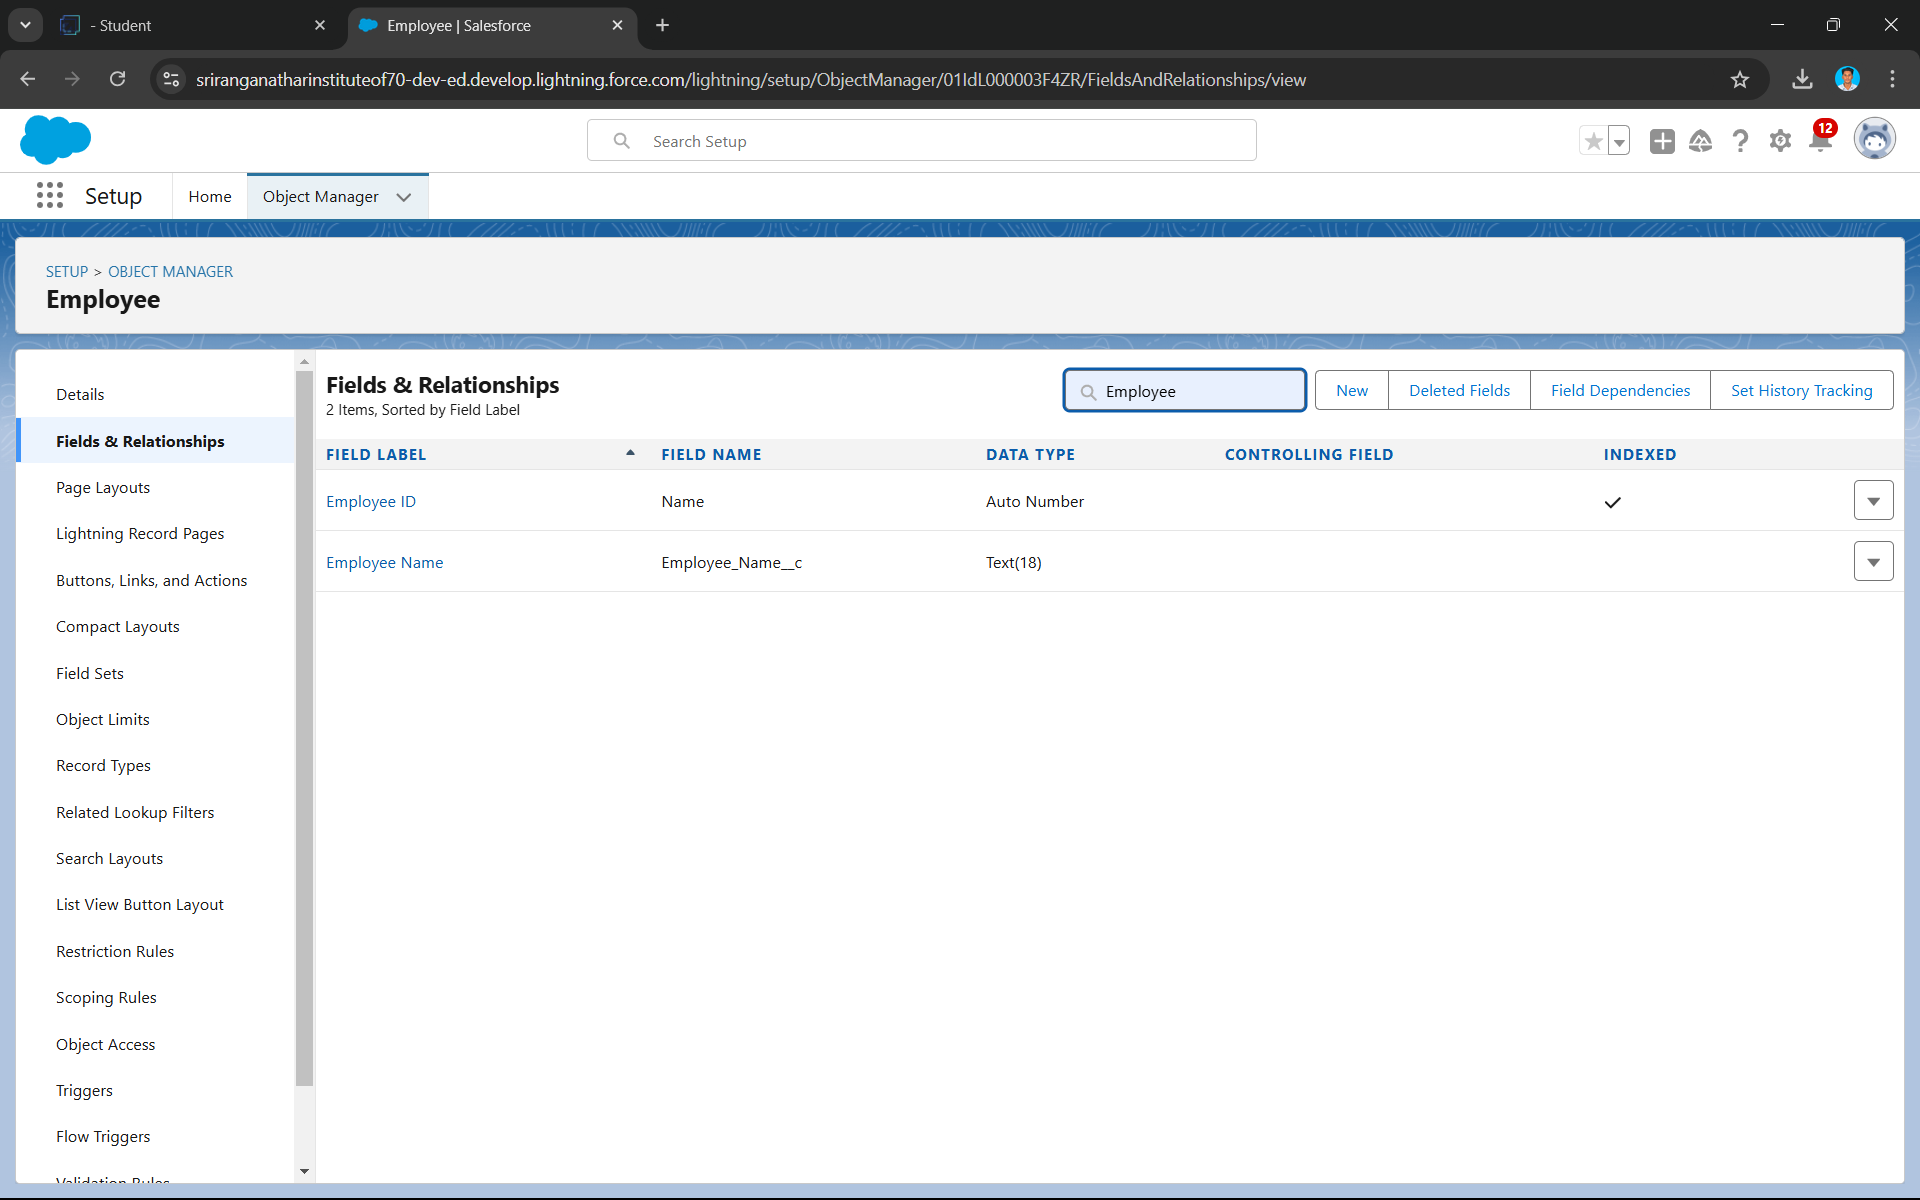 - Student
Employee | Salesforce
sriranganatharinstituteof70-dev-ed.develop.lightning.force.com/lightning/setup/ObjectManager/01IdL000003F4ZR/FieldsAndRelationships/view
Search Setup
12
Setup
Home
Object Manager
SETUP > OBJECT MANAGER
Employee
Details
Fields & Relationships
Page Layouts
Lightning Record Pages
Buttons, Links, and Actions
Compact Layouts
Field Sets
Object Limits
Record Types
Related Lookup Filters
Search Layouts
List View Button Layout
Restriction Rules
Scoping Rules
Object Access
Triggers
Flow Triggers
Validation Rules
Fields & Relationships
2 Items, Sorted by Field Label
Employee
New
Deleted Fields
Field Dependencies
Set History Tracking
FIELD LABEL FIELD NAME DATA TYPE CONTROLLING FIELD INDEXED
Employee ID Name Auto Number
Employee Name Employee_Name__c Text(18)